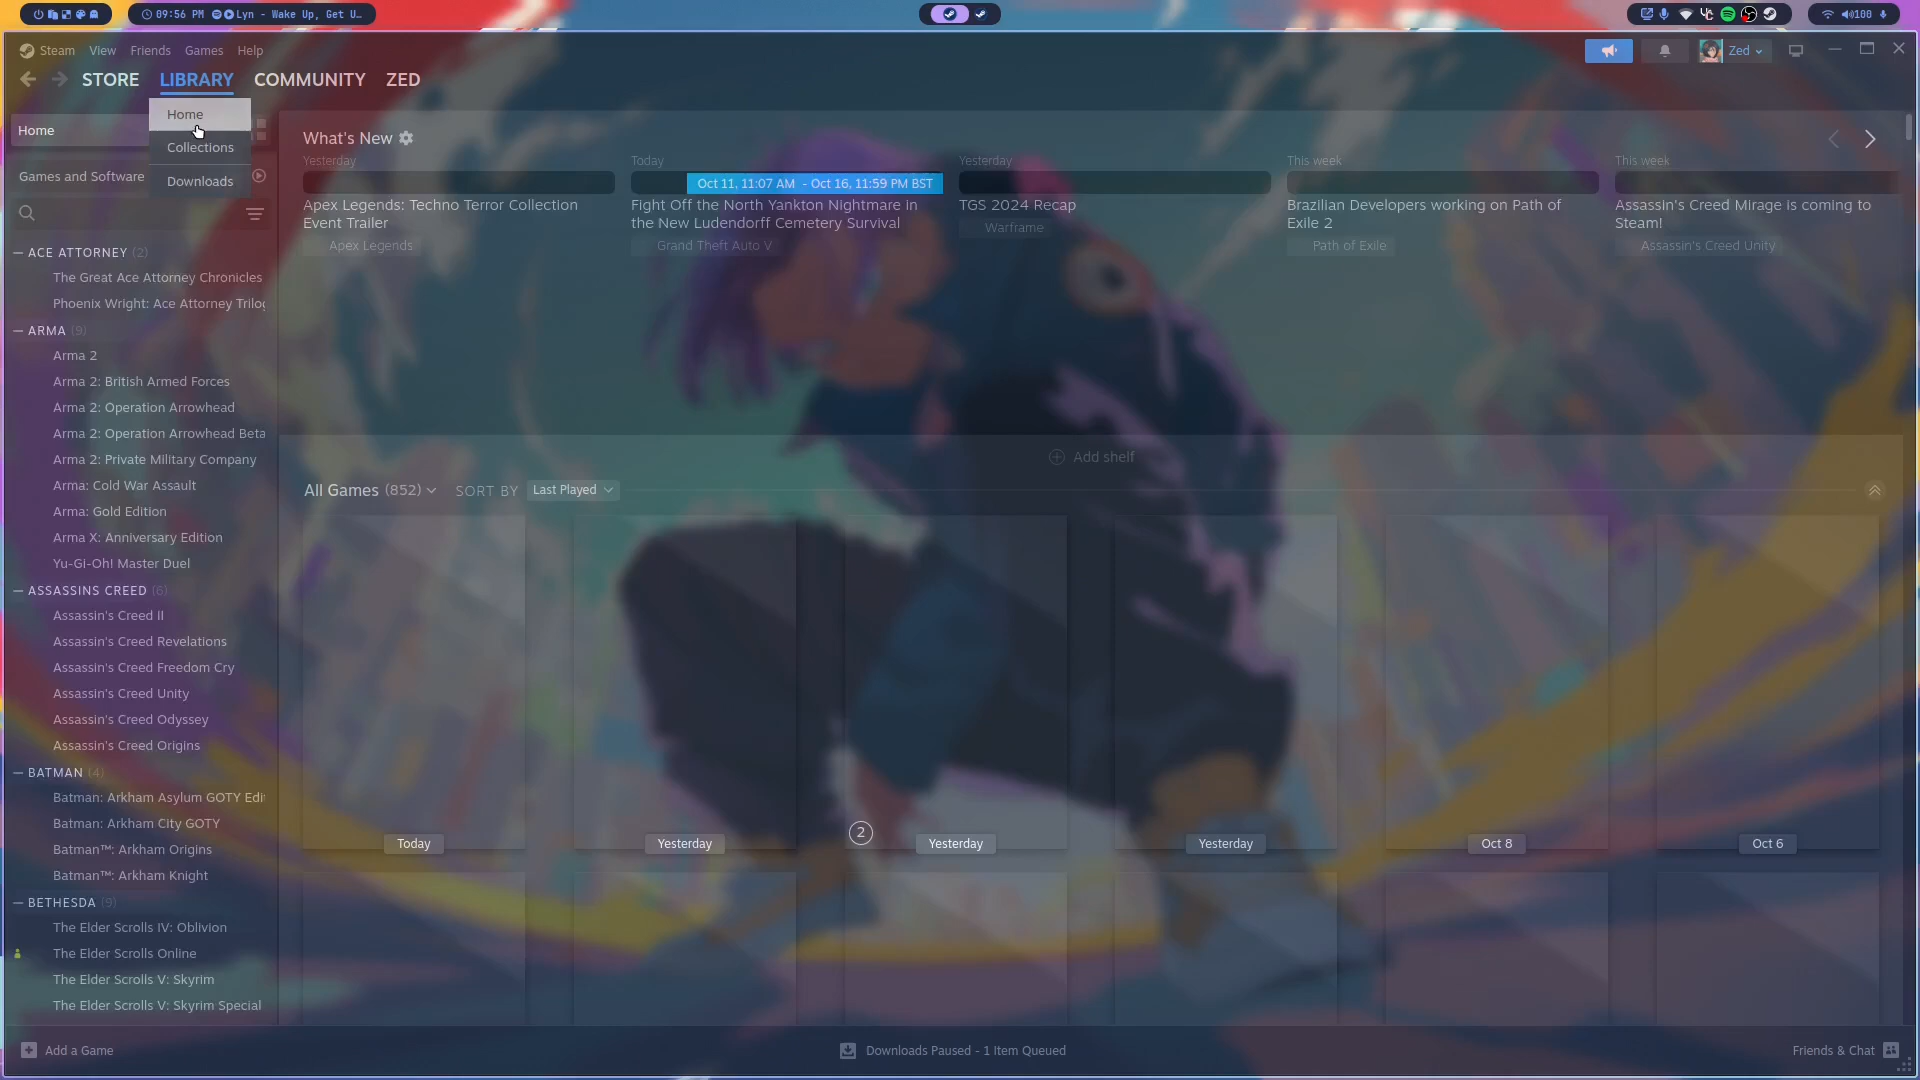 09:56 PM Lyn - Wake Up, Get U…
100
Steam View Friends Games Help
Zed
STORE LIBRARY COMMUNITY ZED
Home
Collections
Downloads
Home
Games and Software
— ACE ATTORNEY (2)
The Great Ace Attorney Chronicles
Phoenix Wright: Ace Attorney Trilog
— ARMA (9)
Arma 2
Arma 2: British Armed Forces
Arma 2: Operation Arrowhead
Arma 2: Operation Arrowhead Beta
Arma 2: Private Military Company
Arma: Cold War Assault
Arma: Gold Edition
Arma X: Anniversary Edition
Yu-Gi-Oh! Master Duel
— ASSASSINS CREED (6)
Assassin's Creed II
Assassin's Creed Revelations
Assassin's Creed Freedom Cry
Assassin's Creed Unity
Assassin's Creed Odyssey
Assassin's Creed Origins
— BATMAN (4)
Batman: Arkham Asylum GOTY Edi
Batman: Arkham City GOTY
Batman™: Arkham Origins
Batman™: Arkham Knight
— BETHESDA (9)
The Elder Scrolls IV: Oblivion
The Elder Scrolls Online
The Elder Scrolls V: Skyrim
The Elder Scrolls V: Skyrim Special
What's New
Yesterday
Apex Legends: Techno Terror Collection
Event Trailer
Apex Legends
Today
Oct 11, 11:07 AM - Oct 16, 11:59 PM BST
Fight Off the North Yankton Nightmare in
the New Ludendorff Cemetery Survival
Grand Theft Auto V
Yesterday
TGS 2024 Recap
Warframe
This week
Brazilian Developers working on Path of
Exile 2
Path of Exile
This week
Assassin's Creed Mirage is coming to
Steam!
Assassin's Creed Unity
Add shelf
All Games (852) SORT BY Last Played
2
Today Yesterday Yesterday Yesterday Oct 8 Oct 6
Add a Game
Downloads Paused - 1 Item Queued
Friends & Chat